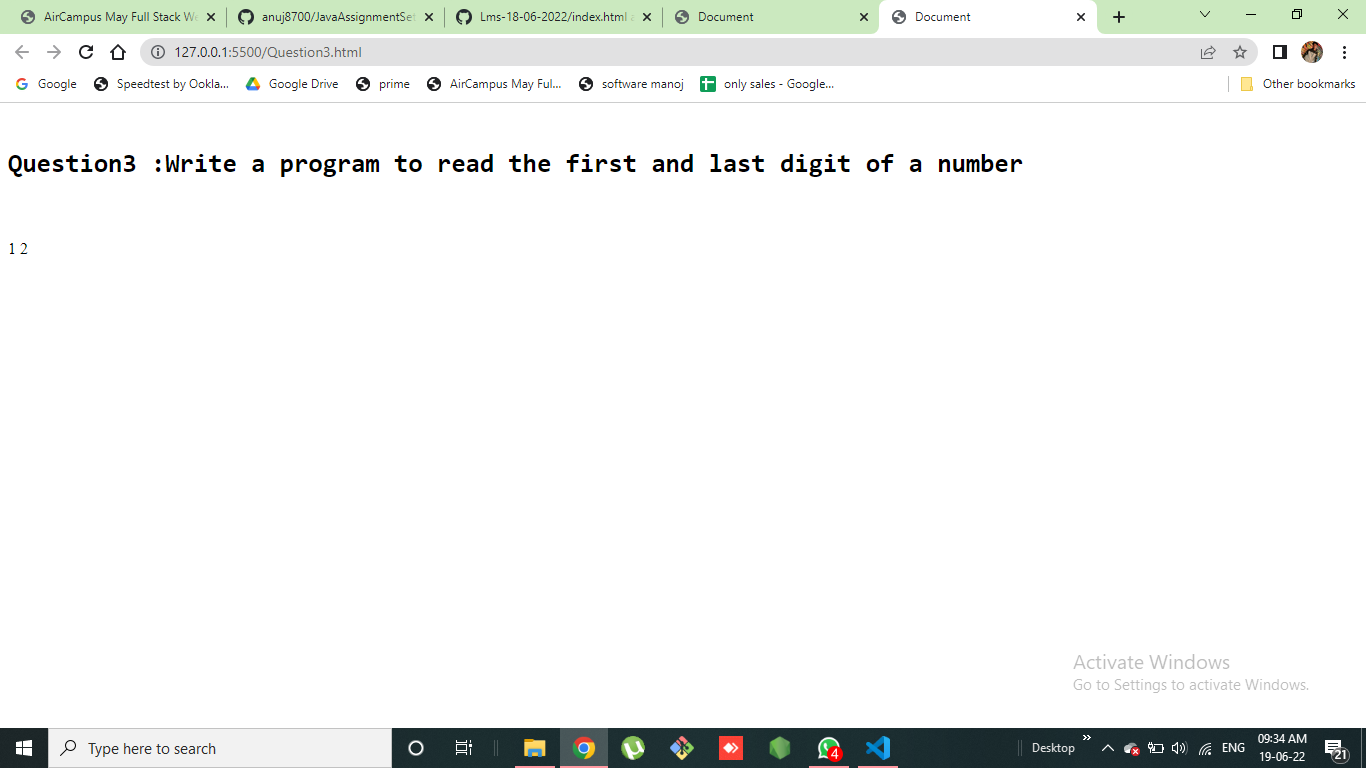 AirCampus May Full Stack We
anuj8700/JavaAssignmentSet
Lms-18-06-2022/index.html a
Document
Document
127.0.0.1:5500/Question3.html
Google
Speedtest by Ookla...
Google Drive
prime
AirCampus May Ful...
software manoj
only sales - Google...
Other bookmarks
Question3 :Write a program to read the first and last digit of a number
1 2
Activate Windows
Go to Settings to activate Windows.
Type here to search
4
Desktop
ENG
09:34 AM
19-06-22
21